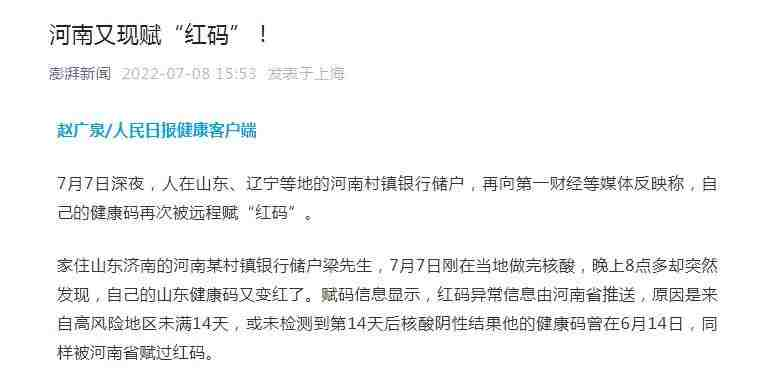 河南又现赋“红码”！
澎湃新闻 2022-07-08 15:53 发表于上海
赵广泉/人民日报健康客户端
7月7日深夜，人在山东、辽宁等地的河南村镇银行储户，再向第一财经等媒体反映称，自
己的健康码再次被远程赋“红码”。
家住山东济南的河南某村镇银行储户梁先生，7月7日刚在当地做完核酸，晚上8点多却突然
发现，自己的山东健康码又变红了。赋码信息显示，红码异常信息由河南省推送，原因是来
自高风险地区未满14天，或未检测到第14天后核酸阴性结果他的健康码曾在6月14日，同
样被河南省赋过红码。